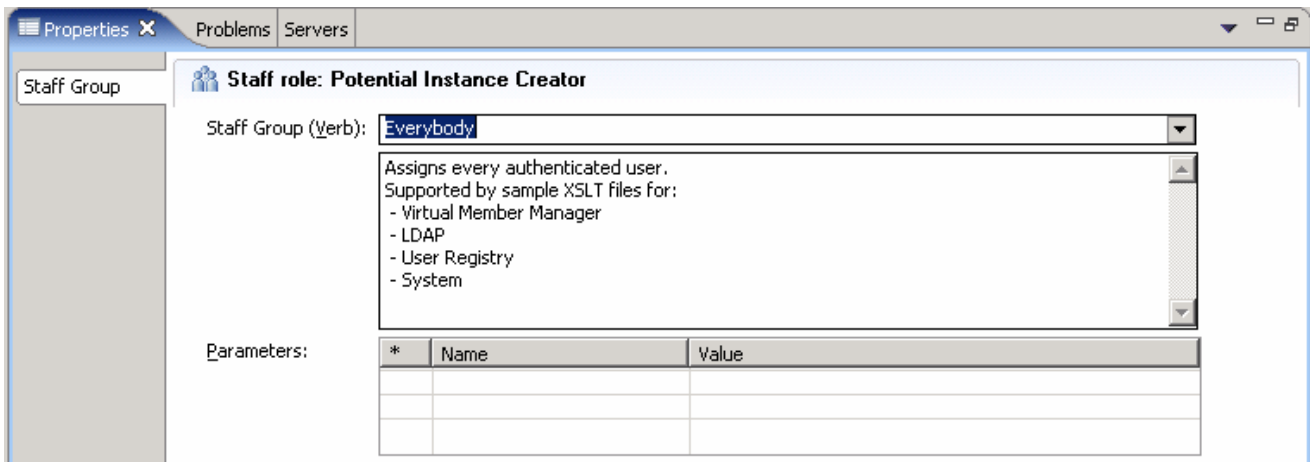 Properties Problems Servers
Staff Group
Staff role: Potential Instance Creator
Staff Group (Verb): Everybody
Assigns every authenticated user.
Supported by sample XSLT files for:
- Virtual Member Manager
- LDAP
- User Registry
- System
Parameters: * Name Value